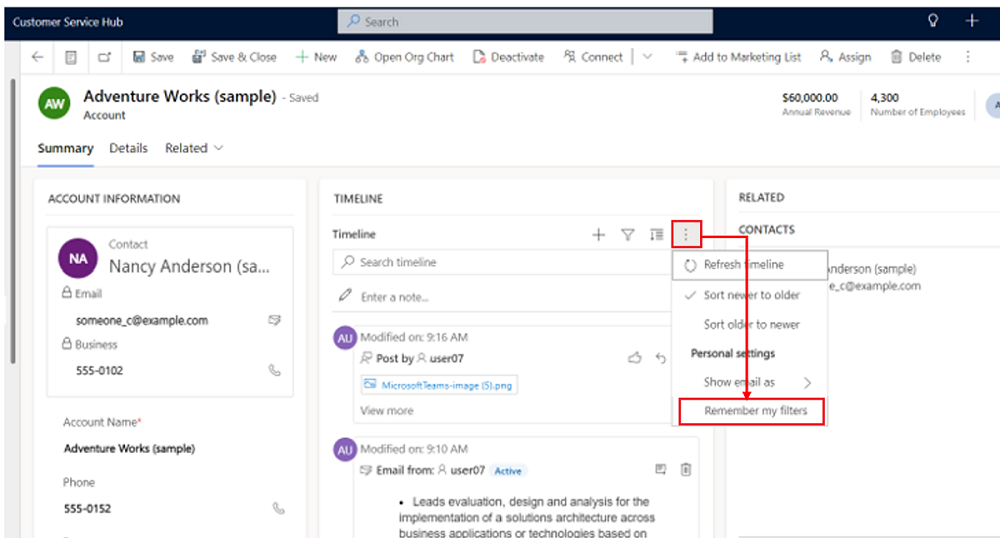 Customer Service Hub
Search
Save
Save & Close
New
Open Org Chart
Deactivate
Connect
Add to Marketing List
Assign
Delete
AW
Adventure Works (sample) - Saved
Account
$60,000.00
Annual Revenue
4,300
Number of Employees
A
Summary
Details
Related
ACCOUNT INFORMATION
NA
Contact
Nancy Anderson (sa...
Email
someone_c@example.com
Business
555-0102
Account Name*
Adventure Works (sample)
Phone
555-0152
TIMELINE
Timeline
Search timeline
Enter a note...
AU
Modified on: 9:16 AM
Post by user07
MicrosoftTeams-image (5).png
View more
AU
Modified on: 9:10 AM
Email from: user07 Active
• Leads evaluation, design and analysis for the
implementation of a solutions architecture across
business applications or technologies based on
Refresh timeline
Sort newer to older
Sort older to newer
Personal settings
Show email as
Remember my filters
RELATED
CONTACTS
Anderson (sample)
e_c@example.com